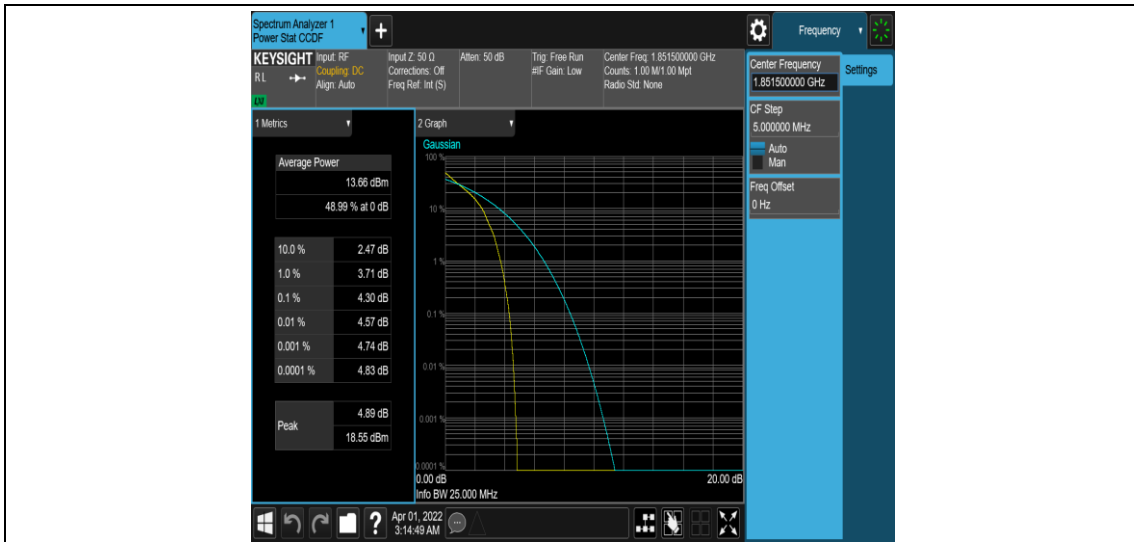 Spectrum Analyzer 1
Power Stat CCDF
+
Frequency
KEYSIGHT
RL
LXI
Input: RF
Coupling: DC
Align: Auto
Input Z: 50 Ω
Corrections: Off
Freq Ref: Int (S)
Atten: 50 dB
Trig: Free Run
#IF Gain: Low
Center Freq: 1.851500000 GHz
Counts: 1.00 M/1.00 Mpt
Radio Std: None
Center Frequency
1.851500000 GHz
Settings
CF Step
5.000000 MHz
Auto
Man
Freq Offset
0 Hz
1 Metrics
Average Power
13.66 dBm
48.99 % at 0 dB
10.0 % 2.47 dB
1.0 % 3.71 dB
0.1 % 4.30 dB
0.01 % 4.57 dB
0.001 % 4.74 dB
0.0001 % 4.83 dB
Peak
4.89 dB
18.55 dBm
2 Graph
Gaussian
100 %
10 %
1 %
0.1 %
0.01 %
0.001 %
0.0001 %
0.00 dB 20.00 dB
Info BW 25.000 MHz
?
Apr 01, 2022
3:14:49 AM